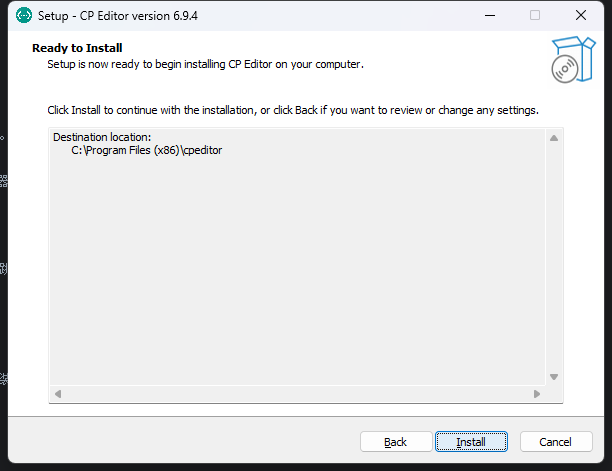 Setup - CP Editor version 6.9.4
Ready to Install
Setup is now ready to begin installing CP Editor on your computer.
Click Install to continue with the installation, or click Back if you want to review or change any settings.
Destination location:
C:\Program Files (x86)\cpeditor
Back
Install
Cancel